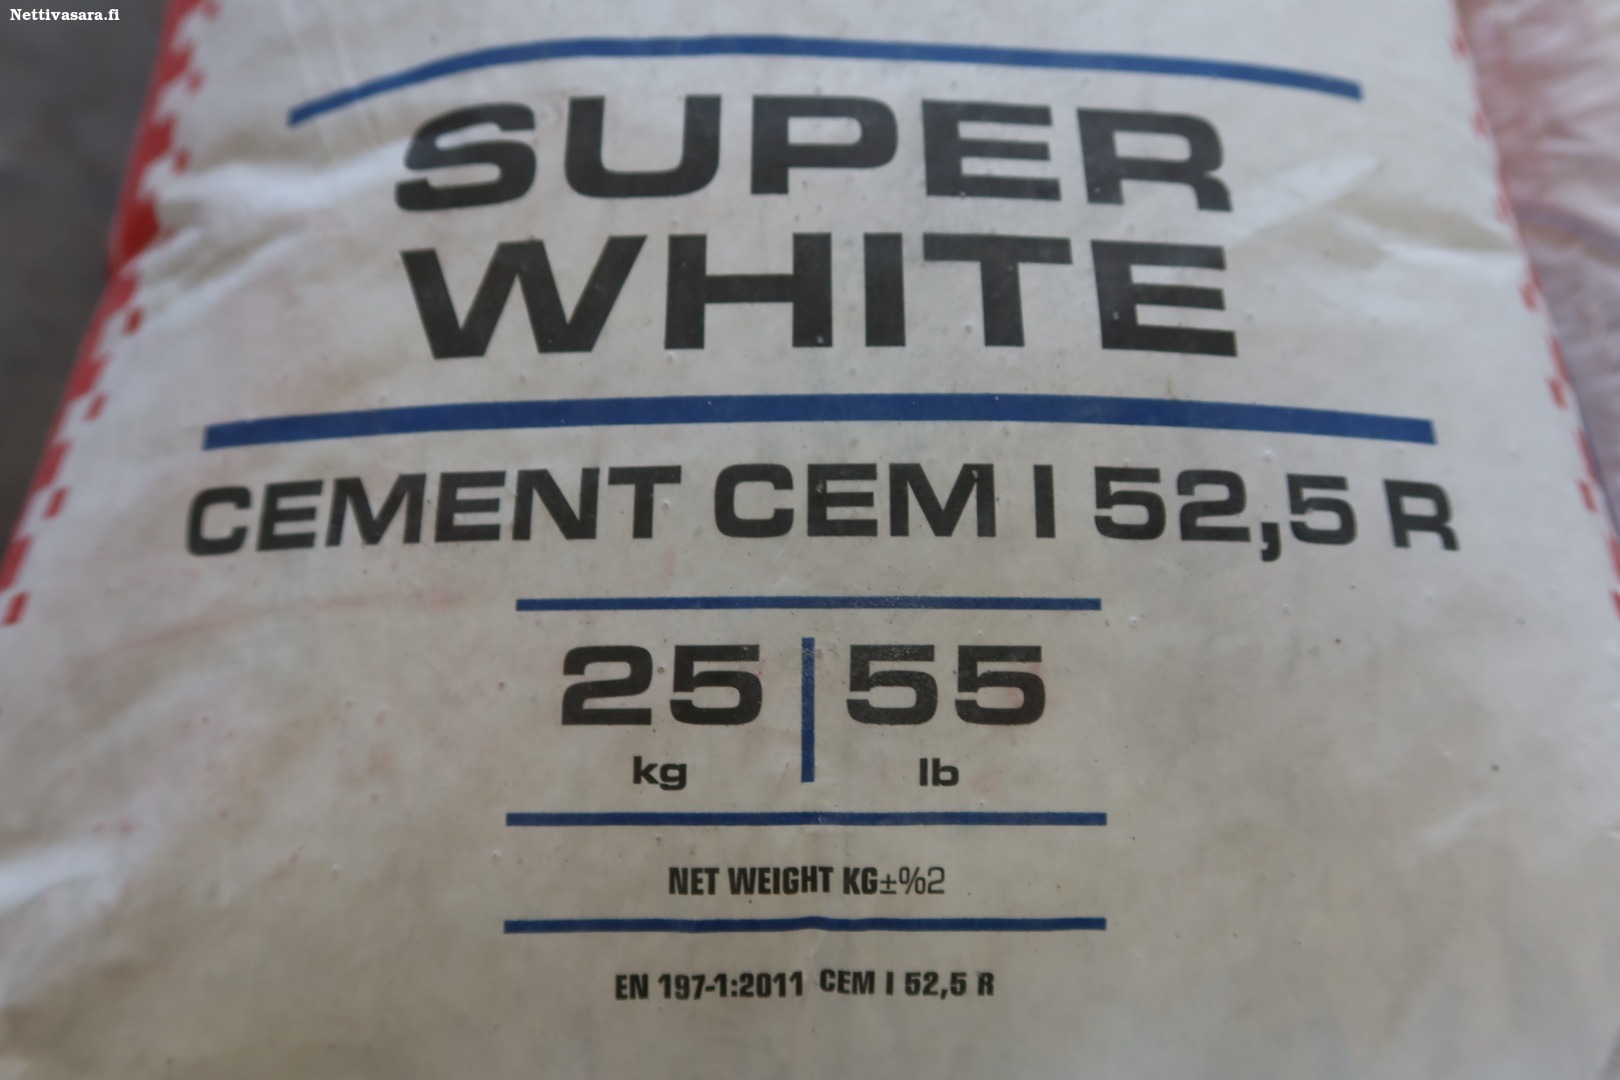 Nettivasara.fi
SUPER
WHITE
CEMENT CEM I 52,5 R
25 55
kg lb
NET WEIGHT KG±%2
EN 197-1:2011 CEM I 52,5 R